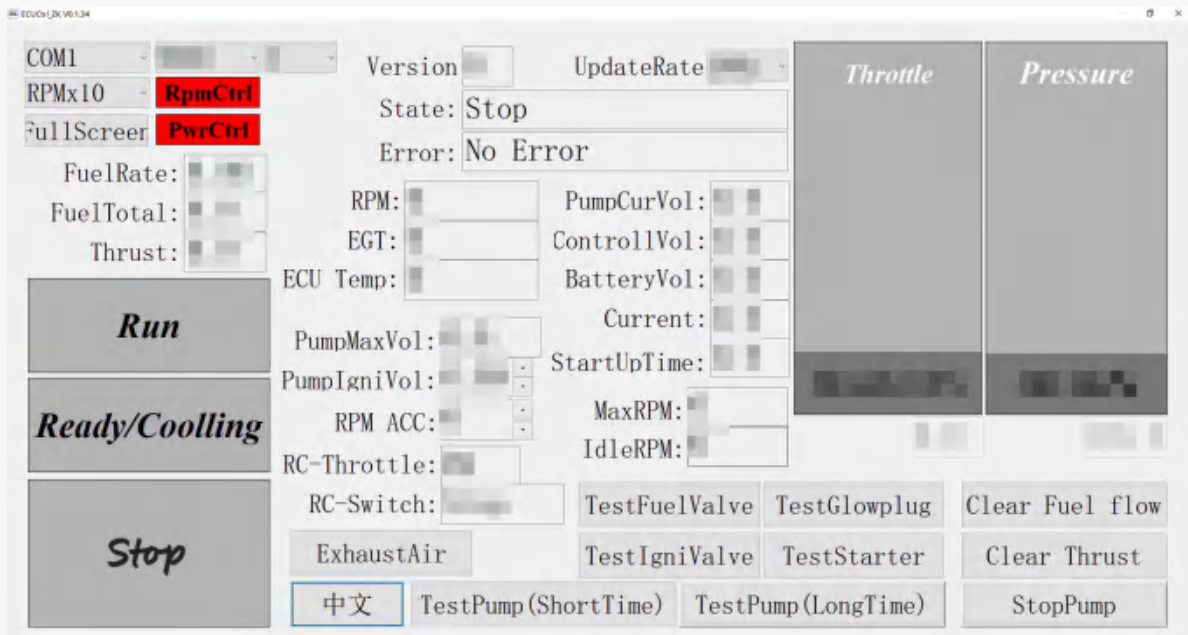 ECUCtrl_ZK V0.1.34
COM1
RPMx10 RpmCtrl
FullScreen PwrCtrl
FuelRate:
FuelTotal:
Thrust:
Run
Ready/Coolling
Stop
Version UpdateRate
State: Stop
Error: No Error
RPM: PumpCurVol:
EGT: ControllVol:
ECU Temp: BatteryVol:
Current:
PumpMaxVol:
StartUpTime:
PumpIgniVol:
RPM ACC: MaxRPM:
IdleRPM:
RC-Throttle:
RC-Switch:
Throttle Pressure
TestFuelValve TestGlowplug Clear Fuel flow
ExhaustAir TestIgniValve TestStarter Clear Thrust
中文 TestPump(ShortTime) TestPump(LongTime) StopPump